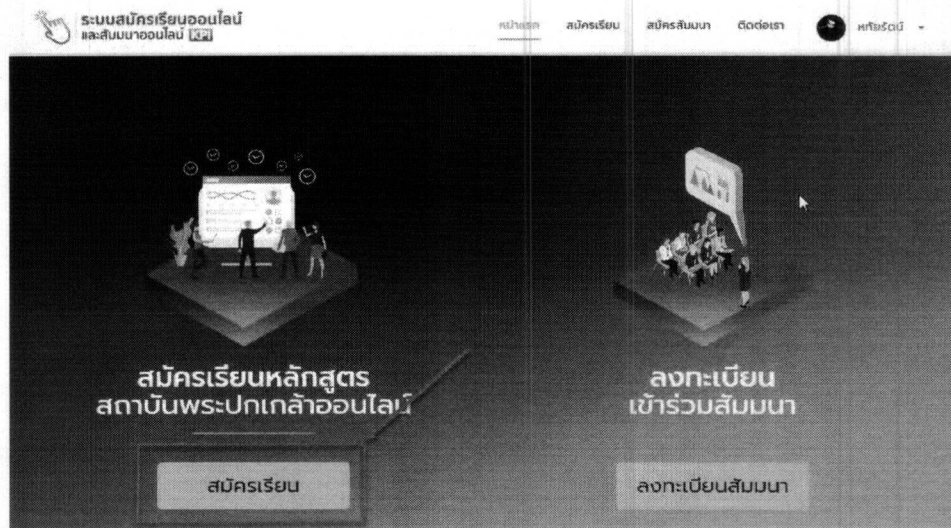 ระบบสมัครเรียนออนไลน์
และสัมมนาออนไลน์ KPI
หน้าแรก สมัครเรียน สมัครสัมมนา ติดต่อเรา หทัยรัตน์
สมัครเรียนหลักสูตร
สถาบันพระปกเกล้าออนไลน์
สมัครเรียน
ลงทะเบียน
เข้าร่วมสัมมนา
ลงทะเบียนสัมมนา